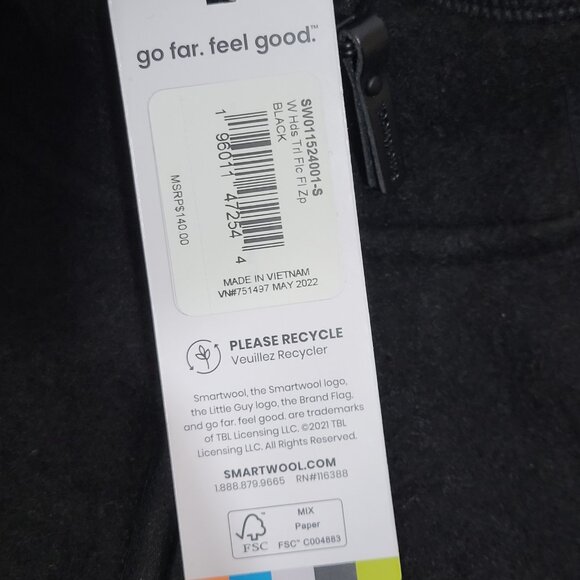 go far. feel good.™
SW011524001-S
W Hds Trl Flc Fl Zp
BLACK
1 96011 47254 4
MSRP$140.00
MADE IN VIETNAM
VN#751497 MAY 2022
PLEASE RECYCLE
Veuillez Recycler
Smartwool, the Smartwool logo,
the Little Guy logo, the Brand Flag,
and go far. feel good. are trademarks
of TBL Licensing LLC. ©2021 TBL
Licensing LLC. All Rights Reserved.
SMARTWOOL.COM
1.888.879.9665 RN#116388
FSC
MIX
Paper
FSC™ C004883